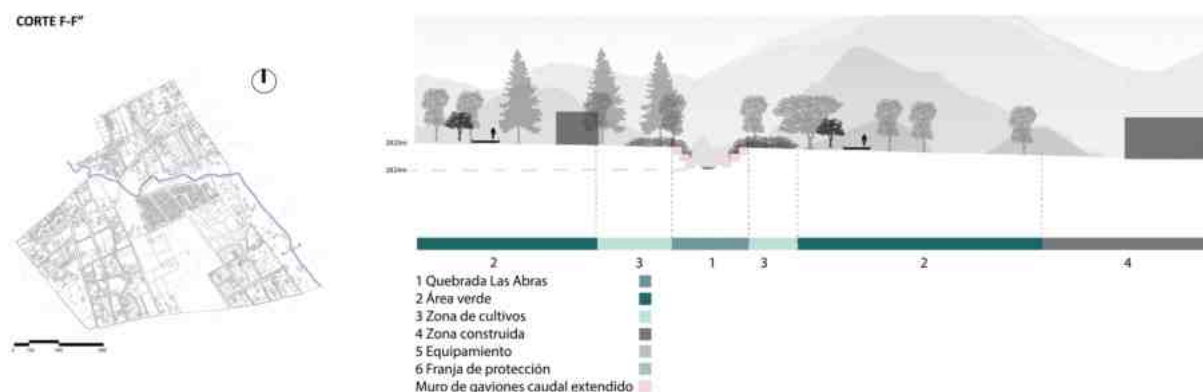 CORTE F-F"
2 3 1 3 2 4
1 Quebrada Las Abras
2 Área verde
3 Zona de cultivos
4 Zona construida
5 Equipamiento
6 Franja de protección
Muro de gaviones caudal extendido